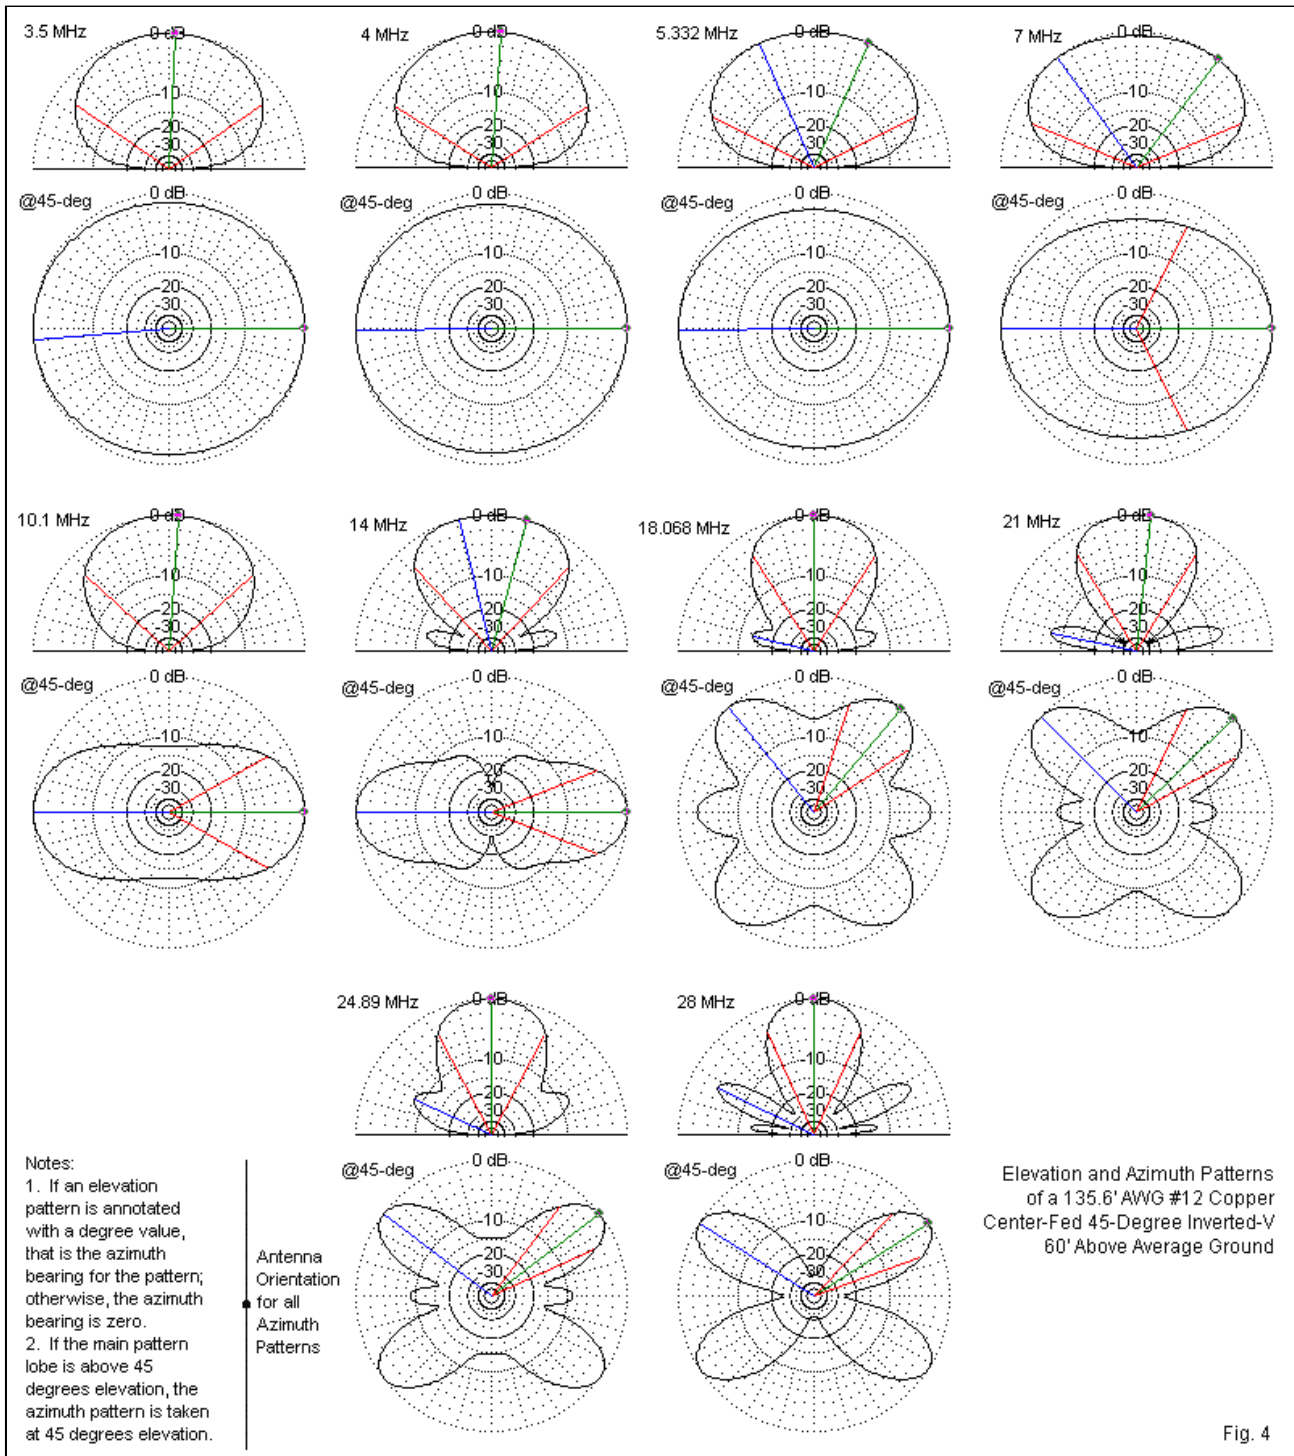 3.5 MHz
0 dB
-10
-20
-30
4 MHz
0 dB
-10
-20
-30
5.332 MHz
0 dB
-10
-20
-30
7 MHz
0 dB
-10
-20
-30
@45-deg
0 dB
-10
-20
-30
@45-deg
0 dB
-10
-20
-30
@45-deg
0 dB
-10
-20
-30
@45-deg
0 dB
-10
-20
-30
10.1 MHz
0 dB
-10
-20
-30
14 MHz
0 dB
-10
-20
-30
18.068 MHz
0 dB
-10
-20
-30
21 MHz
0 dB
-10
-20
-30
@45-deg
0 dB
-10
-20
-30
@45-deg
0 dB
-10
-20
-30
@45-deg
0 dB
-10
-20
-30
@45-deg
0 dB
-10
-20
-30
24.89 MHz
0 dB
-10
-20
-30
28 MHz
0 dB
-10
-20
-30
@45-deg
0 dB
-10
-20
-30
@45-deg
0 dB
-10
-20
-30
Notes:
1. If an elevation
pattern is annotated
with a degree value,
that is the azimuth
bearing for the pattern;
otherwise, the azimuth
bearing is zero.
2. If the main pattern
lobe is above 45
degrees elevation, the
azimuth pattern is taken
at 45 degrees elevation.
Antenna
Orientation
for all
Azimuth
Patterns
Elevation and Azimuth Patterns
of a 135.6' AWG #12 Copper
Center-Fed 45-Degree Inverted-V
60' Above Average Ground
Fig. 4